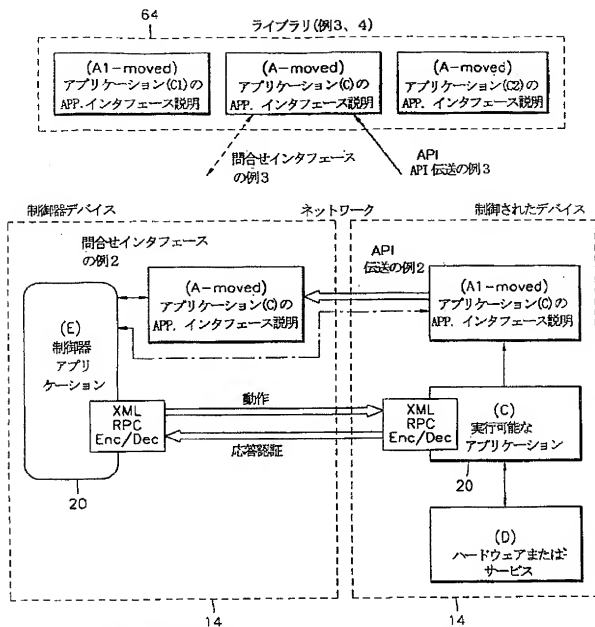 64
ライブラリ(例3、4)
(A1-moved)
アプリケーション(C1)の
APP.インタフェース説明
(A-moved)
アプリケーション(C)の
APP.インタフェース説明
(A-moved)
アプリケーション(C2)の
APP.インタフェース説明
問合せインタフェース
の例3
API
API伝送の例3
制御器デバイス
ネットワーク
制御されたデバイス
問合せインタフェース
の例2
API
伝送の例2
(A-moved)
アプリケーション(C)の
APP.インタフェース説明
(A1-moved)
アプリケーション(C)の
APP.インタフェース説明
(E)
制御器
アプリ
ケーション
XML
RPC
Enc/Dec
動作
応答認証
XML
RPC
Enc/Dec
(C)
実行可能な
アプリケーション
20
20
(D)
ハードウェアまたは
サービス
14
14